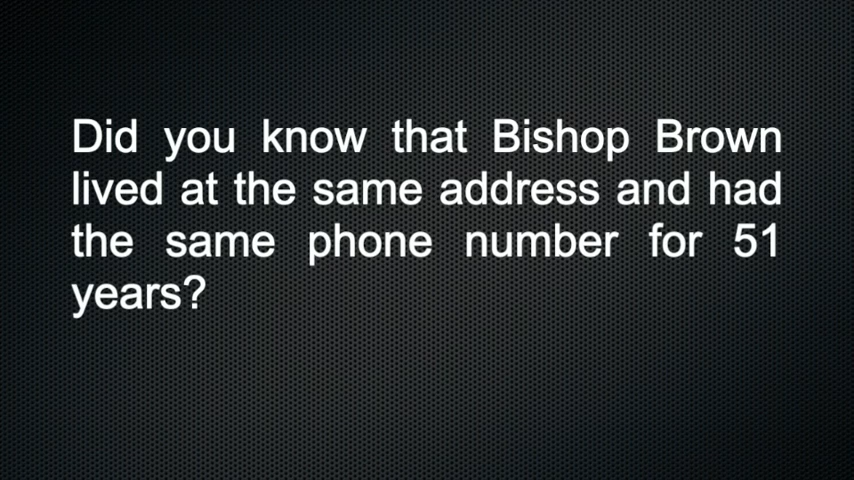 Did you know that Bishop Brown
lived at the same address and had
the same phone number for 51
years?